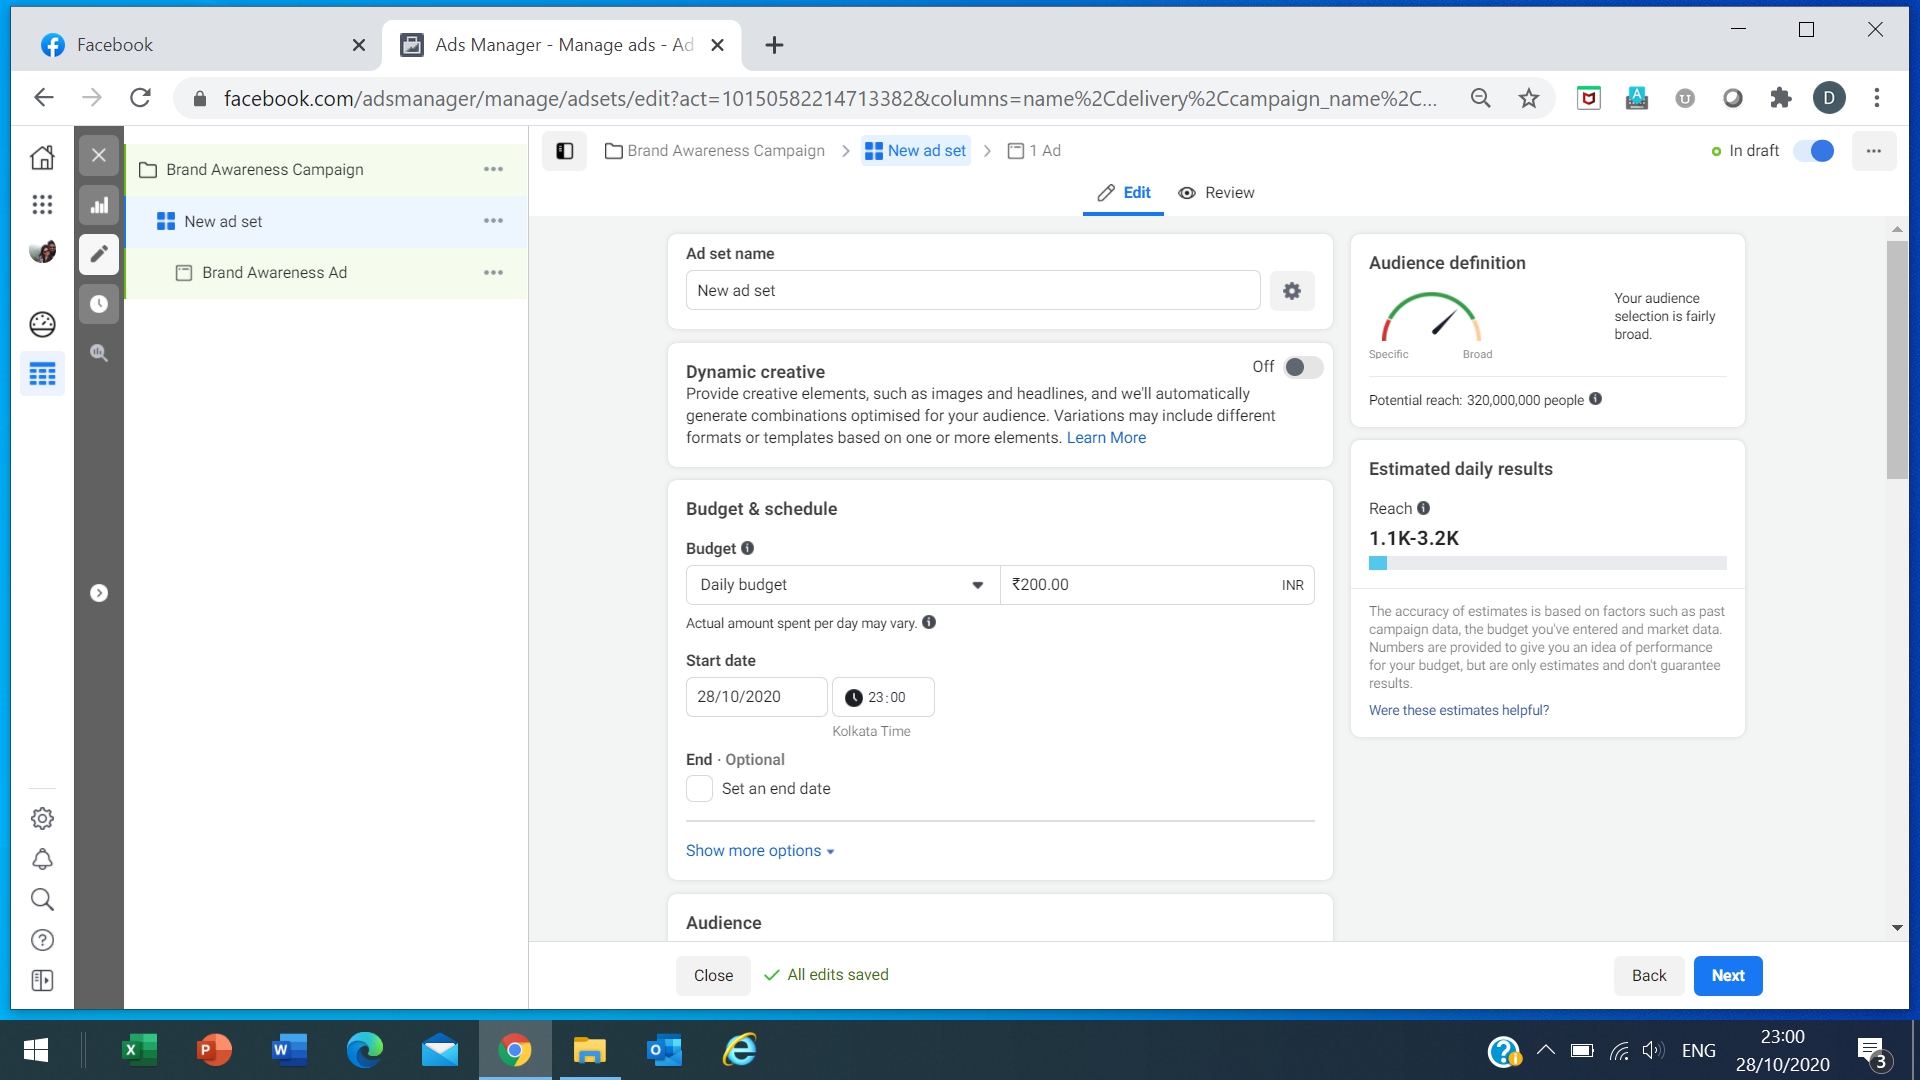 Facebook
Ads Manager - Manage ads - Ad
facebook.com/adsmanager/manage/adsets/edit?act=10150582214713382&columns=name%2Cdelivery%2Ccampaign_name%2C...
D
Brand Awareness Campaign
New ad set
Brand Awareness Ad
Brand Awareness Campaign
New ad set
1 Ad
In draft
Edit
Review
Ad set name
New ad set
Dynamic creative
Off
Provide creative elements, such as images and headlines, and we'll automatically
generate combinations optimised for your audience. Variations may include different
formats or templates based on one or more elements. Learn More
Budget & schedule
Budget
Daily budget
₹200.00
INR
Actual amount spent per day may vary.
Start date
28/10/2020
23:00
Kolkata Time
End · Optional
Set an end date
Show more options
Audience
Audience definition
Specific
Broad
Your audience
selection is fairly
broad.
Potential reach: 320,000,000 people
Estimated daily results
Reach
1.1K-3.2K
The accuracy of estimates is based on factors such as past
campaign data, the budget you've entered and market data.
Numbers are provided to give you an idea of performance
for your budget, but are only estimates and don't guarantee
results.
Were these estimates helpful?
Close
All edits saved
Back
Next
ENG
23:00
28/10/2020
3